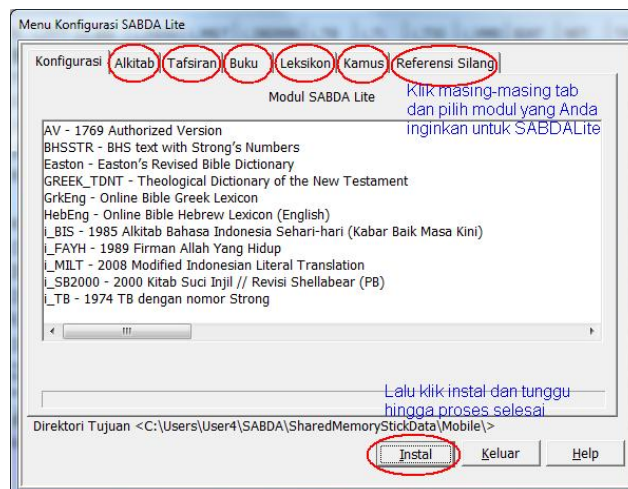 Menu Konfigurasi SABDA Lite
Konfigurasi Alkitab Tafsiran Buku Leksikon Kamus Referensi Silang
Klik masing-masing tab
dan pilih modul yang Anda
inginkan untuk SABDALite
Modul SABDA Lite
AV - 1769 Authorized Version
BHSSTR - BHS text with Strong's Numbers
Easton - Easton's Revised Bible Dictionary
GREEK_TDNT - Theological Dictionary of the New Testament
GrkEng - Online Bible Greek Lexicon
HebEng - Online Bible Hebrew Lexicon (English)
i_BIS - 1985 Alkitab Bahasa Indonesia Sehari-hari (Kabar Baik Masa Kini)
i_FAYH - 1989 Firman Allah Yang Hidup
i_MILT - 2008 Modified Indonesian Literal Translation
i_SB2000 - 2000 Kitab Suci Injil // Revisi Shellabear (PB)
i_TB - 1974 TB dengan nomor Strong
Lalu klik instal dan tunggu
hingga proses selesai
Direktori Tujuan <C:\Users\User4\SABDA\SharedMemoryStickData\Mobile\>
Instal Keluar Help